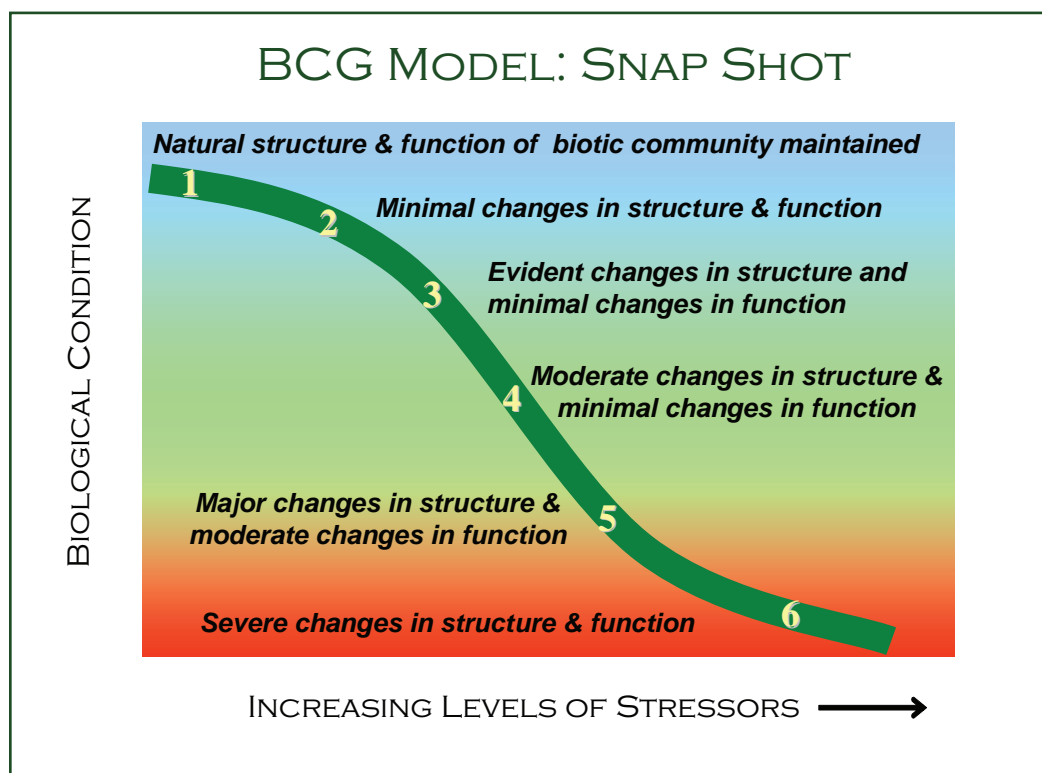 BCG MODEL: SNAP SHOT
Natural structure & function of biotic community maintained
1
Minimal changes in structure & function
2
Evident changes in structure and
minimal changes in function
3
Moderate changes in structure &
minimal changes in function
4
Major changes in structure &
moderate changes in function
5
Severe changes in structure & function
6
BIOLOGICAL CONDITION
INCREASING LEVELS OF STRESSORS